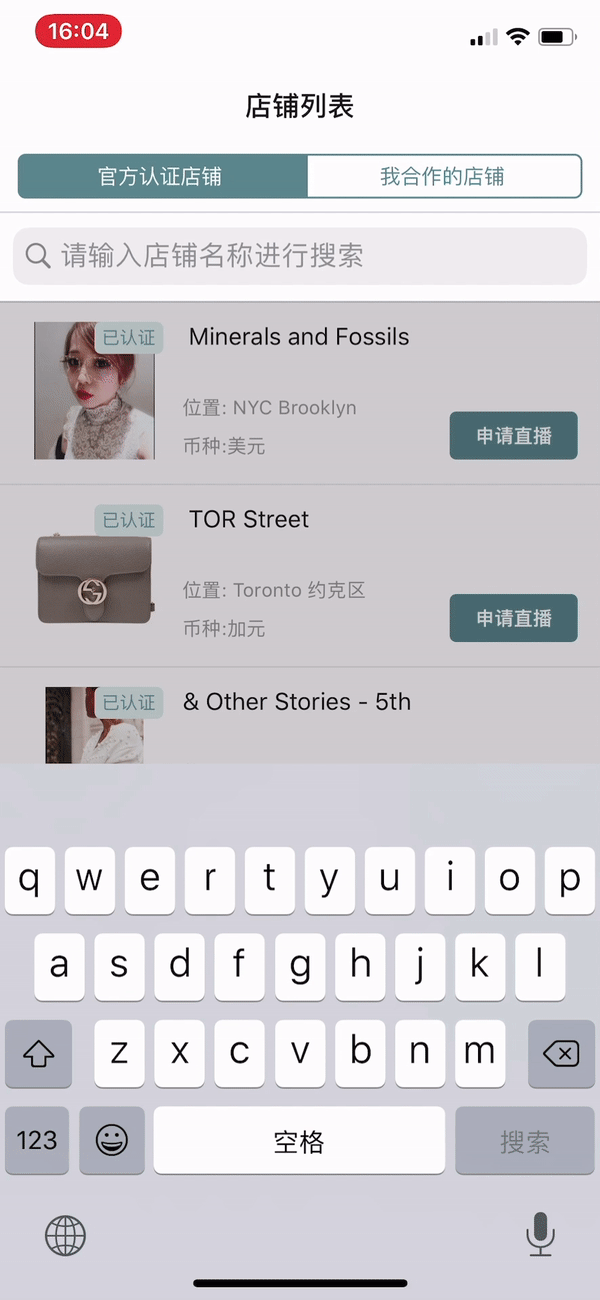 16:04
店铺列表
官方认证店铺 我合作的店铺
请输入店铺名称进行搜索
已认证 Minerals and Fossils
位置: NYC Brooklyn
币种:美元
申请直播
已认证 TOR Street
位置: Toronto 约克区
币种:加元
申请直播
已认证 & Other Stories - 5th
q w e r t y u i o p
a s d f g h j k l
z x c v b n m
123 空格 搜索